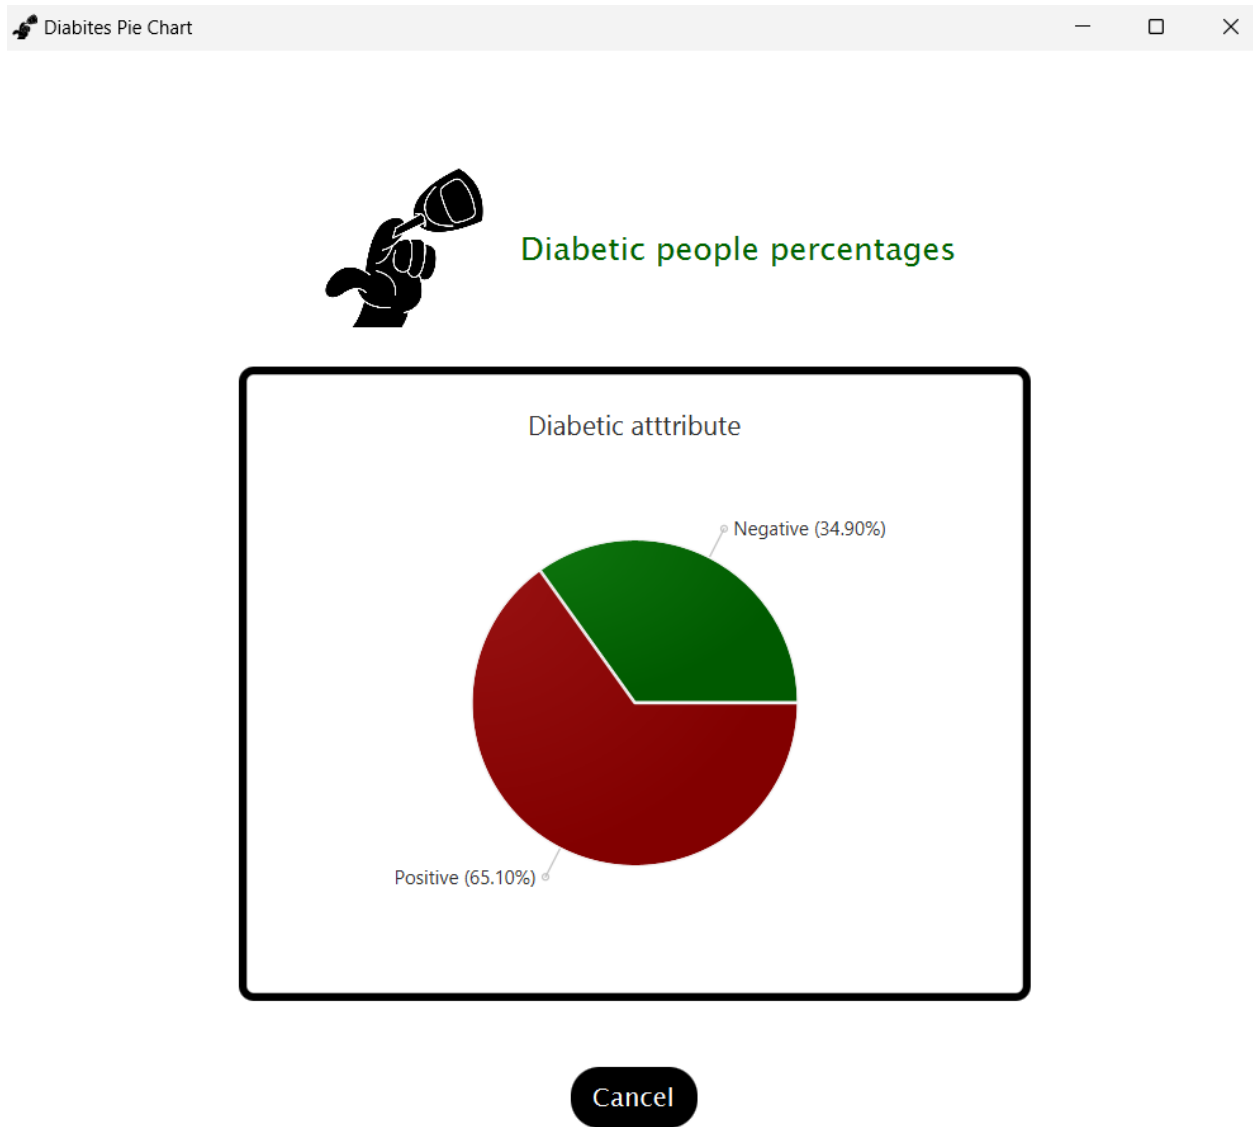 Diabites Pie Chart
Diabetic people percentages
Diabetic atttribute
Negative (34.90%)
Positive (65.10%)
Cancel